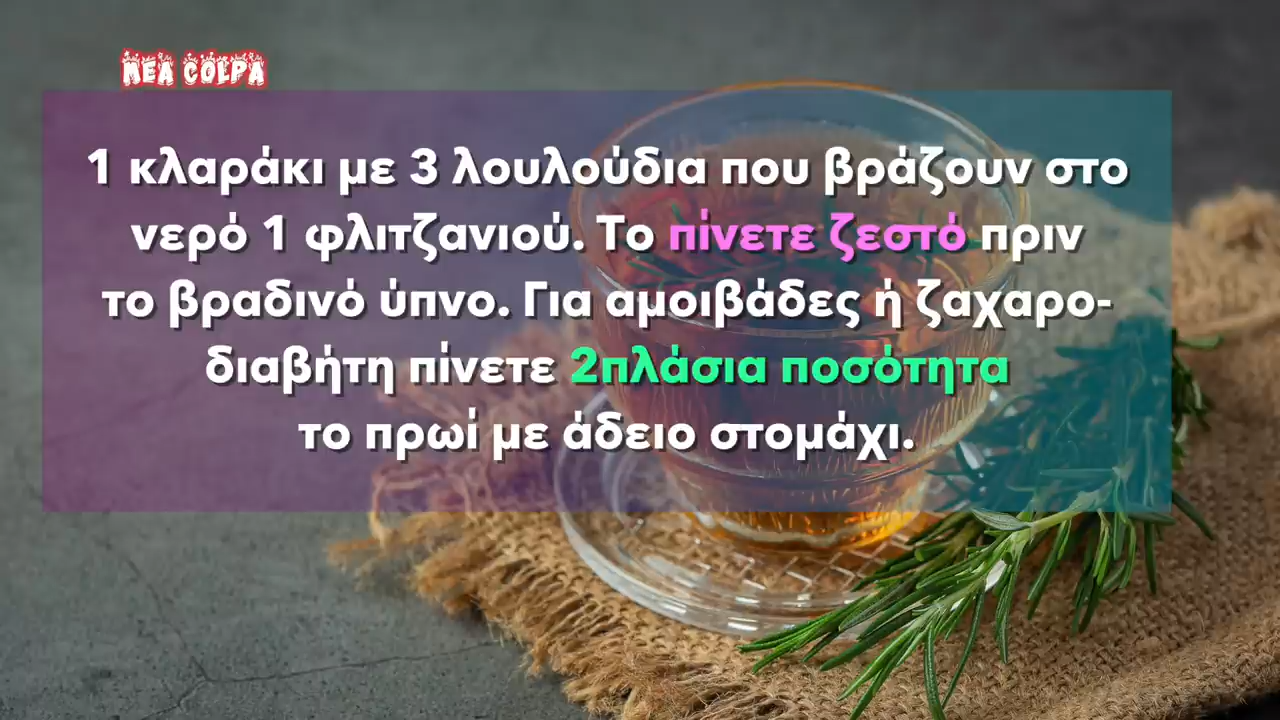 MEA COLPA
1 κλαράκι με 3 λουλούδια που βράζουν στο
νερό 1 φλιτζανιού. Το πίνετε ζεστό πριν
το βραδινό ύπνο. Για αμοιβάδες ή ζαχαρο-
διαβήτη πίνετε 2πλάσια ποσότητα
το πρωί με άδειο στομάχι.